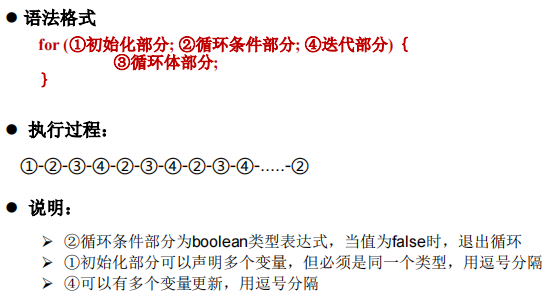 ● 语法格式
for (①初始化部分; ②循环条件部分; ④迭代部分) {
③循环体部分;
}
● 执行过程:
①-②-③-④-②-③-④-②-③-④-.....-②
● 说明:
➢ ②循环条件部分为boolean类型表达式，当值为false时，退出循环
➢ ①初始化部分可以声明多个变量，但必须是同一个类型，用逗号分隔
➢ ④可以有多个变量更新，用逗号分隔